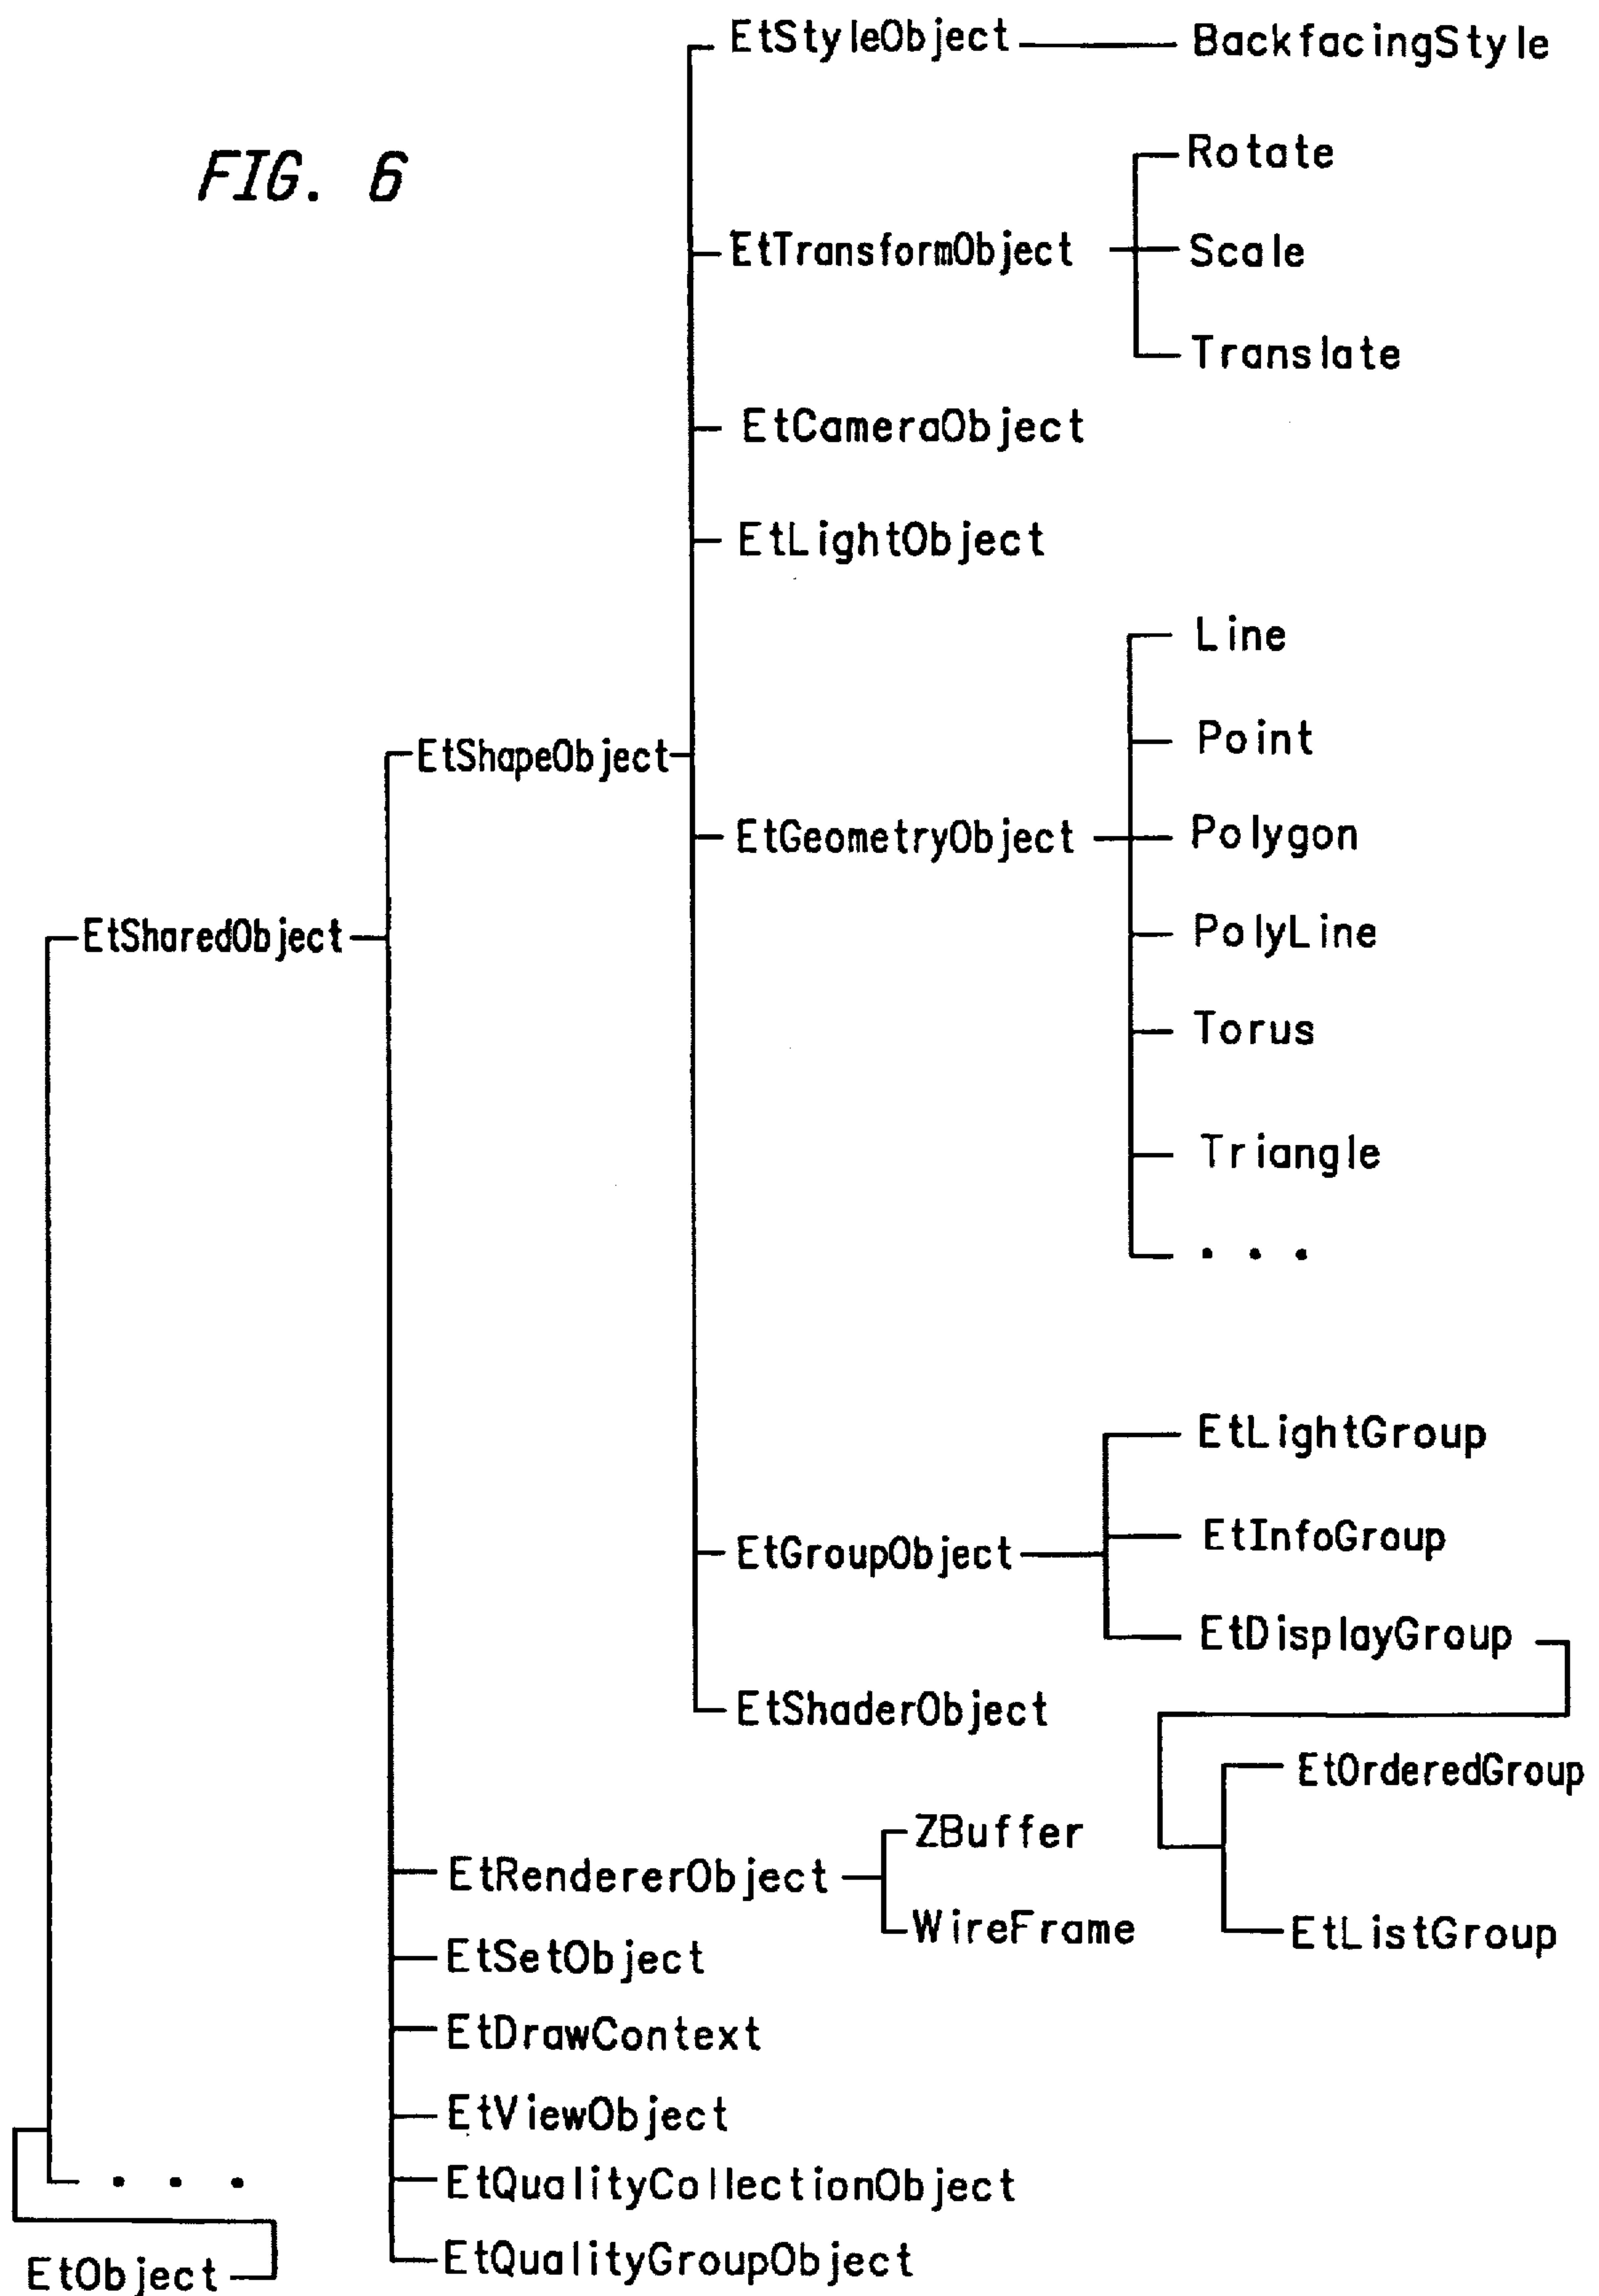 FIG. 6
EtStyleObject
BackfacingStyle
Rotate
EtTransformObject
Scale
Translate
EtCameraObject
EtLightObject
Line
Point
EtShapeObject
EtGeometryObject
Polygon
EtSharedObject
PolyLine
Torus
Triangle
. . .
EtLightGroup
EtInfoGroup
EtGroupObject
EtDisplayGroup
EtShaderObject
EtOrderedGroup
ZBuffer
EtRendererObject
WireFrame
EtListGroup
EtSetObject
EtDrawContext
EtViewObject
. . .
EtQualityCollectionObject
EtQualityGroupObject
EtObject